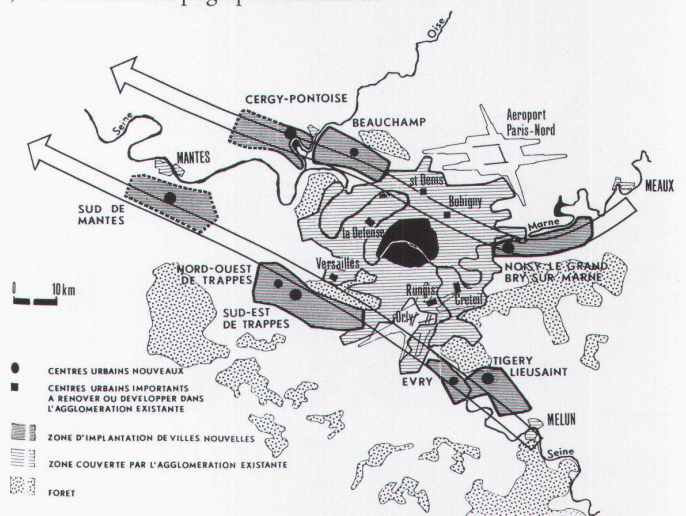 Oise
CERGY-PONTOISE
BEAUCHAMP
Aeroport
Paris-Nord
Seine
MANTES
MEAUX
St Denis
Bobigny
SUD DE
MANTES
la Défense
Marne
Versailles
NORD-OUEST
DE TRAPPES
NOISY-LE-GRAND
BRY SUR MARNE
0 10 km
Rungis
Creteil
SUD-EST
DE TRAPPES
Orly
TIGERY
LIEUSAINT
EVRY
MELUN
Seine
CENTRES URBAINS NOUVEAUX
CENTRES URBAINS IMPORTANTS
A RENOVER OU DEVELOPPER DANS
L'AGGLOMERATION EXISTANTE
ZONE D'IMPLANTATION DE VILLES NOUVELLES
ZONE COUVERTE PAR L'AGGLOMERATION EXISTANTE
FORET